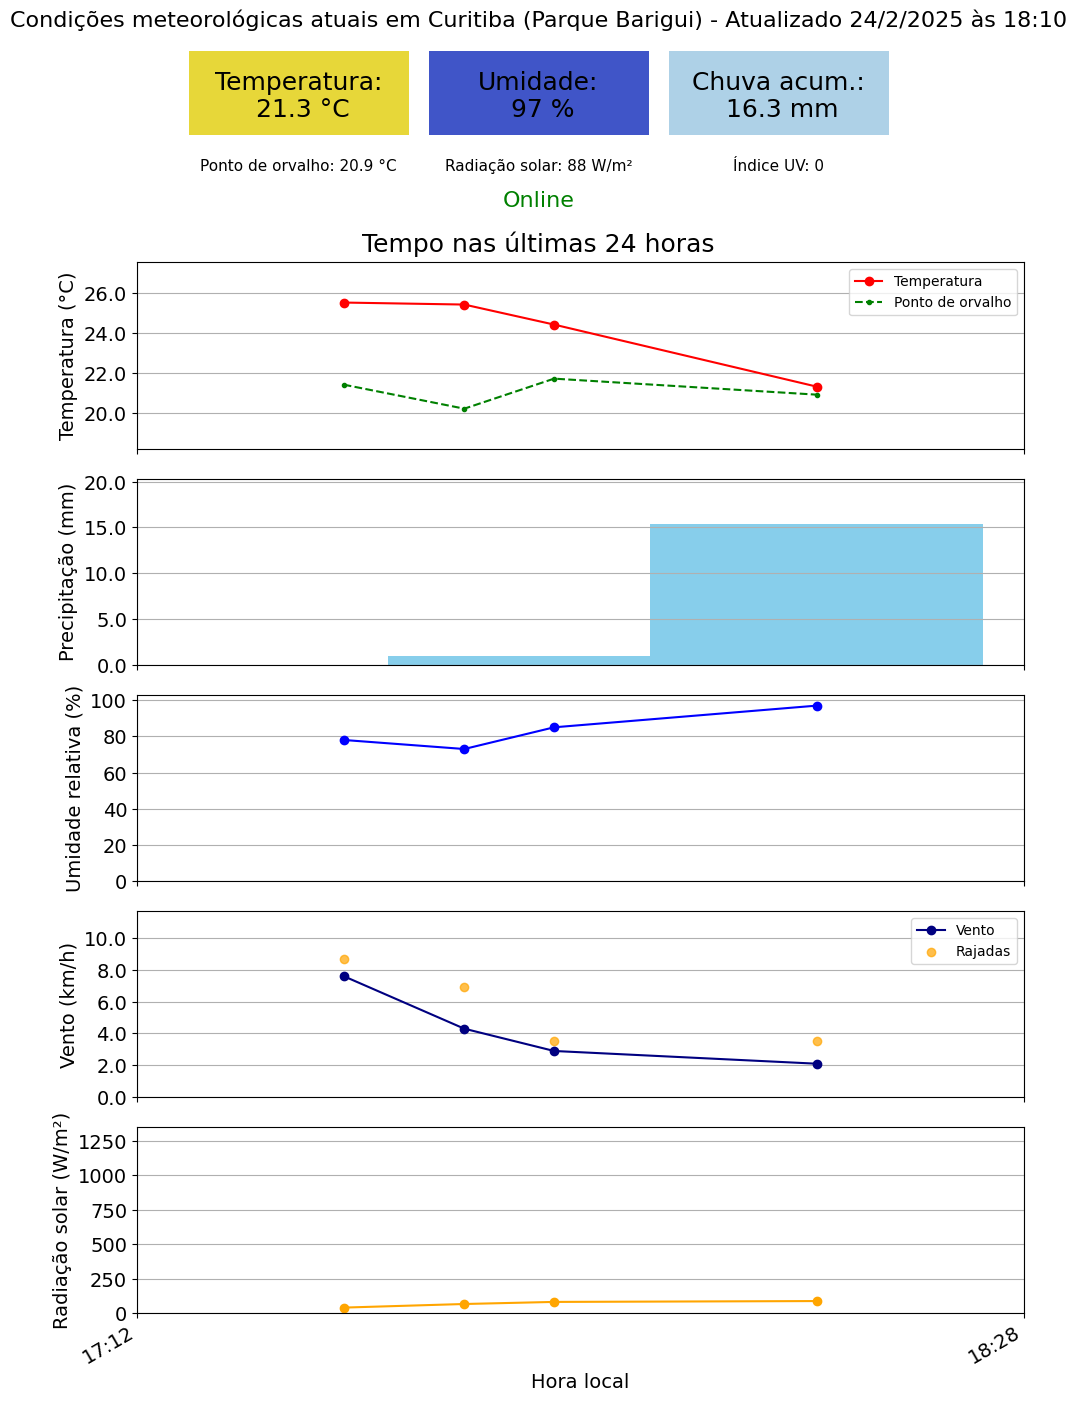 Condições meteorológicas atuais em Curitiba (Parque Barigui) - Atualizado 24/2/2025 às 18:10
Temperatura:
21.3 °C
Umidade:
97 %
Chuva acum.:
16.3 mm
Ponto de orvalho: 20.9 °C
Radiação solar: 88 W/m²
Índice UV: 0
Online
Tempo nas últimas 24 horas
Temperatura (°C)
26.0
24.0
22.0
20.0
Temperatura
Ponto de orvalho
Precipitação (mm)
20.0
15.0
10.0
5.0
0.0
Umidade relativa (%)
100
80
60
40
20
0
Vento (km/h)
10.0
8.0
6.0
4.0
2.0
0.0
Vento
Rajadas
Radiação solar (W/m²)
1250
1000
750
500
250
0
17:12
18:28
Hora local